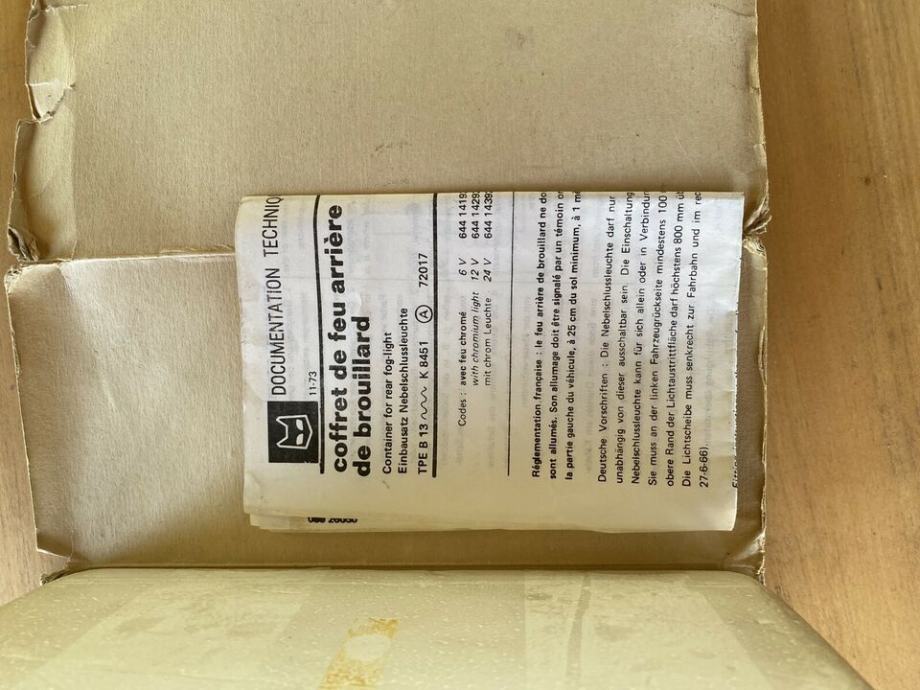 DOCUMENTATION TECHNIQ
11-73
coffret de feu arrière
de brouillard
Container for rear fog-light
Einbausatz Nebelschlussleuchte
TPE B 13 ~~~ K 8451 Ⓐ 72017
Codes : avec feu chromé 6 V 644 1419
with chromium light 12 V 644 1429
mit chrom Leuchte 24 V 644 1439
Réglementation française : le feu arrière de brouillard ne do
sont allumés. Son allumage doit être signalé par un témoin o
la partie gauche du véhicule, à 25 cm du sol minimum, à 1 m
Deutsche Vorschriften : Die Nebelschlussleuchte darf nur
unabhängig von dieser ausschaltbar sein. Die Einschaltung
Nebelschlussleuchte kann für sich allein oder in Verbindun
Sie muss an der linken Fahrzeugrückseite mindestens 100
obere Rand der Lichtaustrittfläche darf höchstens 800 mm ü
Die Lichtscheibe muss senkrecht zur Fahrbahn und im rec
27-6-66).